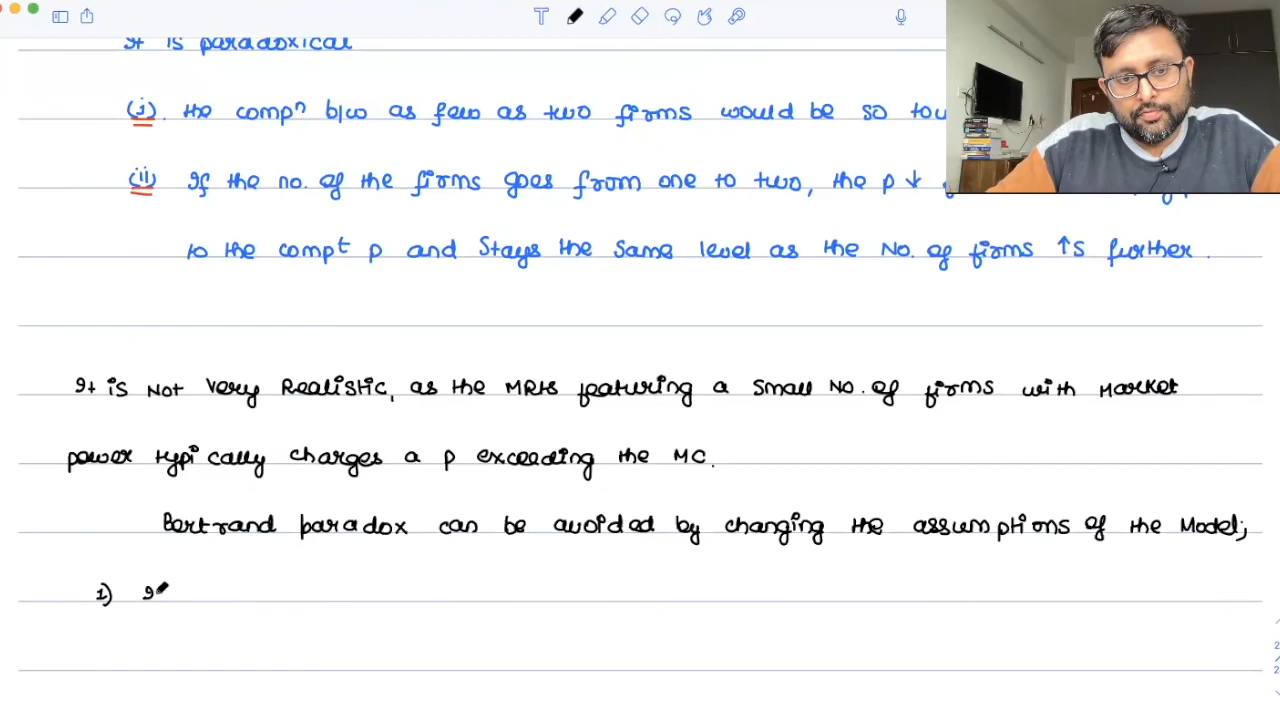 It is paradoxical
(i). the compn b/w as few as two firms would be so
(ii) If the no. of the firms goes from one to two, the p ↓
to the compt p and stays the same level as the No. of firms ↑s further.
It is Not Very Realistic, as the MRKts featuring a small No. of firms with Market
power typically charges a p exceeding the MC.
Bertrand paradox can be avoided by changing the assumptions of the Model;
1)